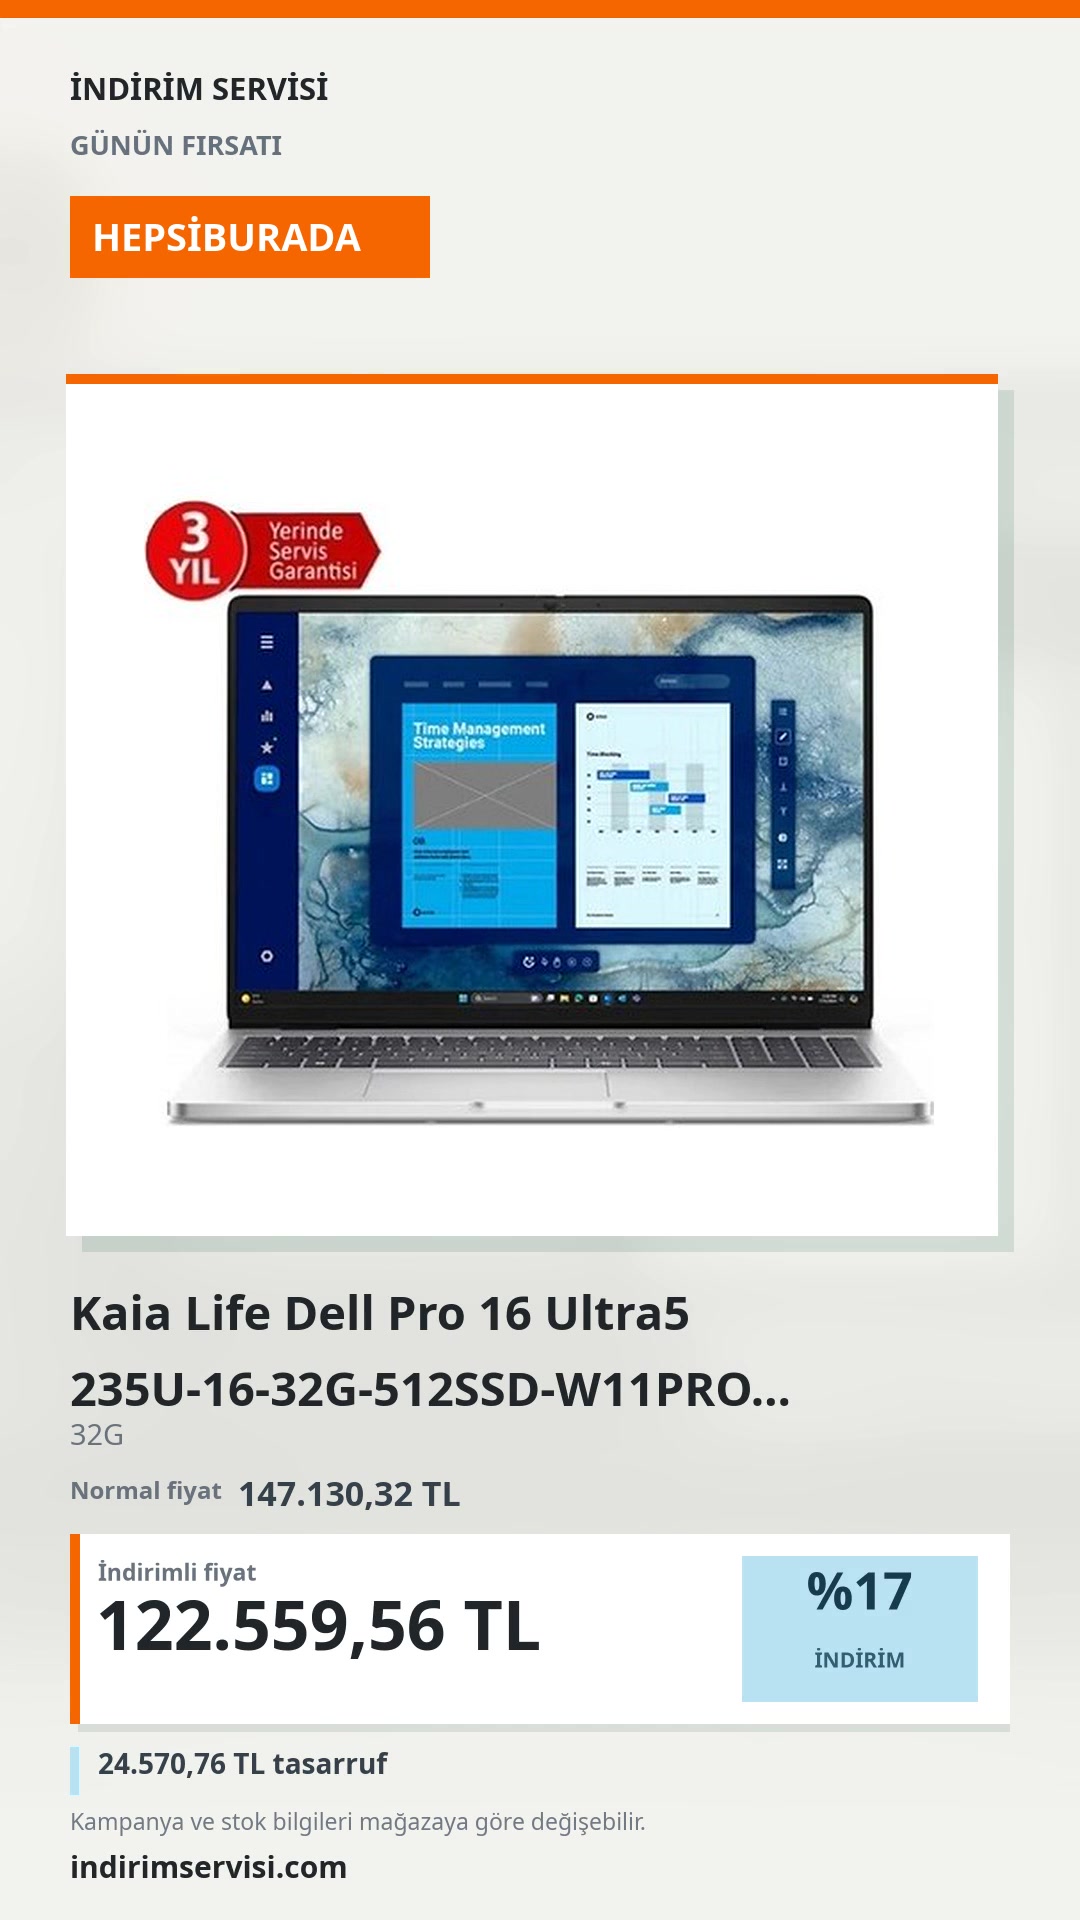 İNDİRİM SERVİSİ
GÜNÜN FIRSATI
HEPSİBURADA
3
YIL
Yerinde
Servis
Garantisi
Time Management
Strategies
Time Blocking
Kaia Life Dell Pro 16 Ultra5
235U-16-32G-512SSD-W11PRO...
32G
Normal fiyat 147.130,32 TL
İndirimli fiyat
122.559,56 TL
%17
İNDİRİM
24.570,76 TL tasarruf
Kampanya ve stok bilgileri mağazaya göre değişebilir.
indirimservisi.com